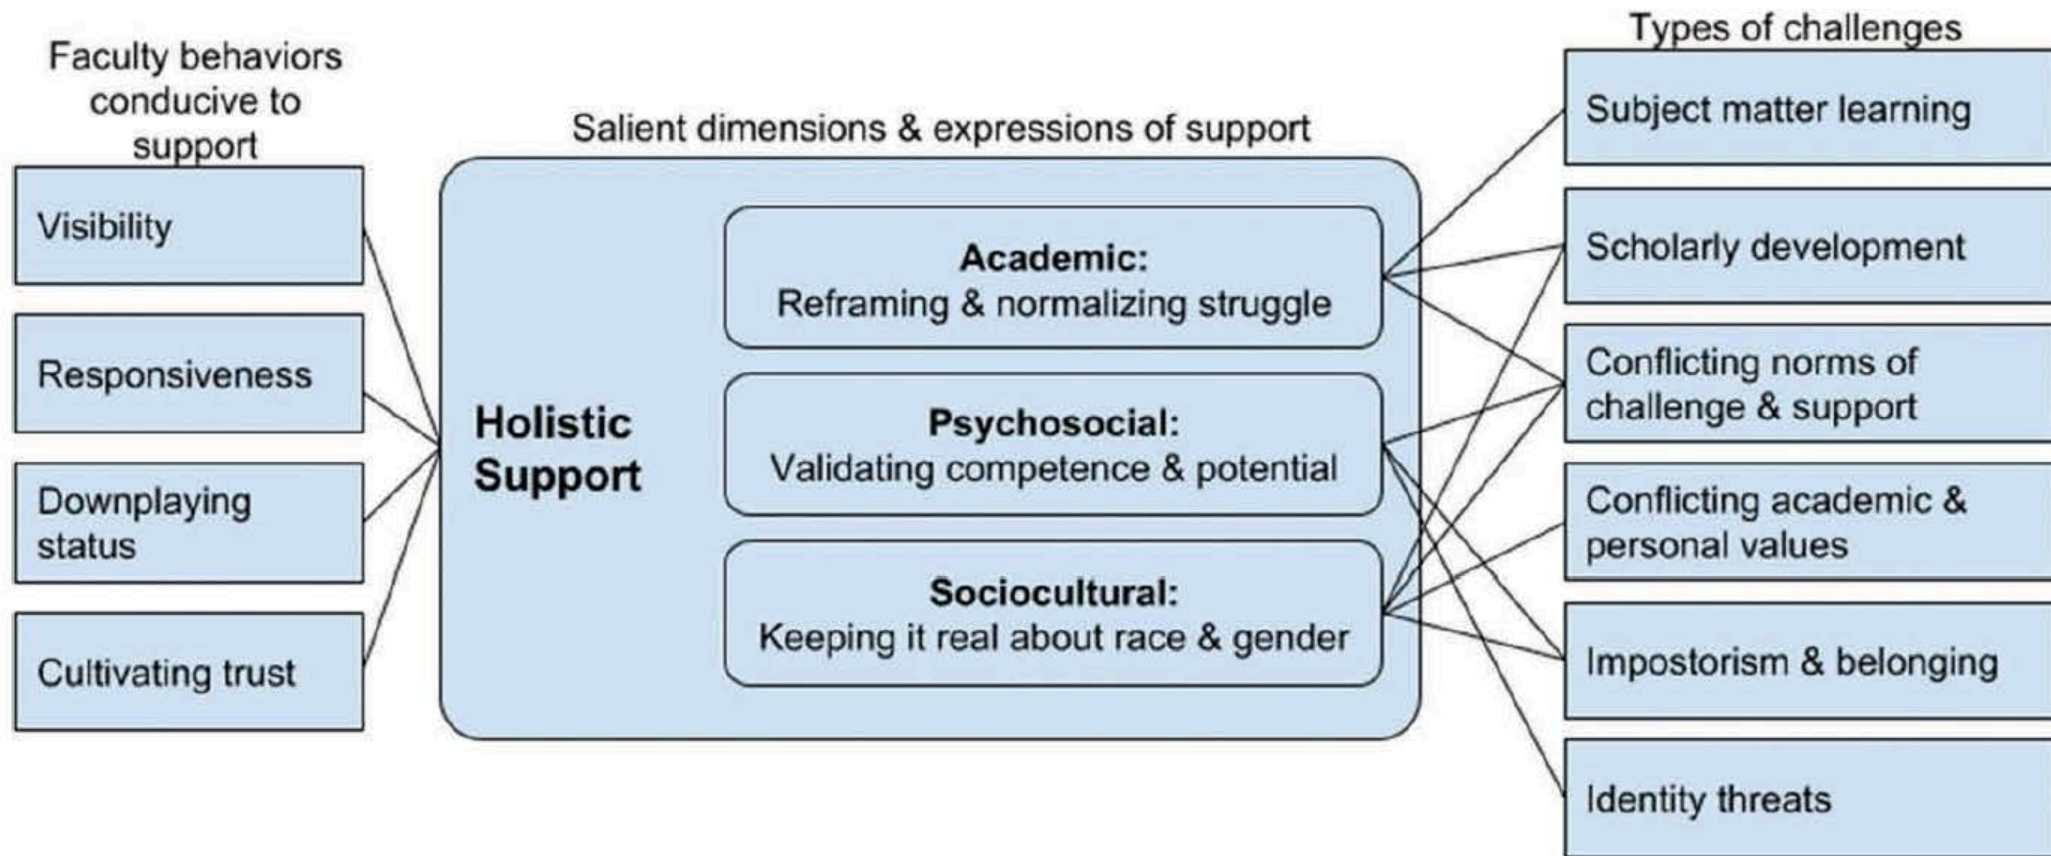 Faculty behaviors
conducive to
support
Visibility
Responsiveness
Downplaying
status
Cultivating trust
Salient dimensions & expressions of support
Holistic
Support
Academic:
Reframing & normalizing struggle
Psychosocial:
Validating competence & potential
Sociocultural:
Keeping it real about race & gender
Types of challenges
Subject matter learning
Scholarly development
Conflicting norms of
challenge & support
Conflicting academic &
personal values
Impostorism & belonging
Identity threats